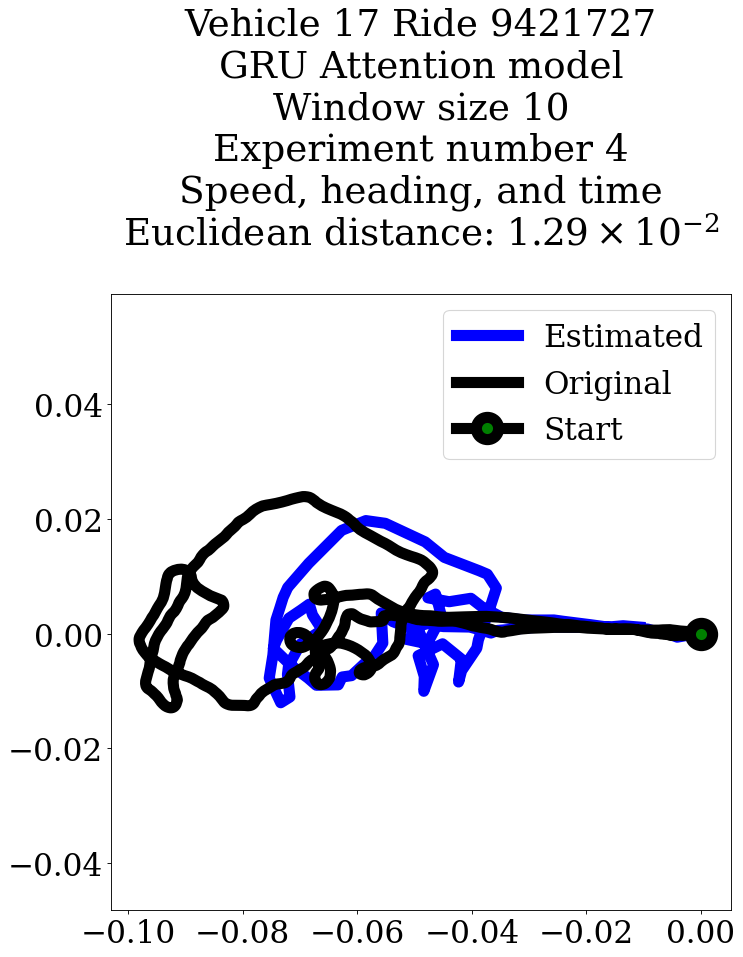 Vehicle 17 Ride 9421727
GRU Attention model
Window size 10
Experiment number 4
Speed, heading, and time
Euclidean distance: 1.29 × 10⁻²
Estimated
Original
Start
0.04
0.02
0.00
−0.02
−0.04
−0.10 −0.08 −0.06 −0.04 −0.02 0.00